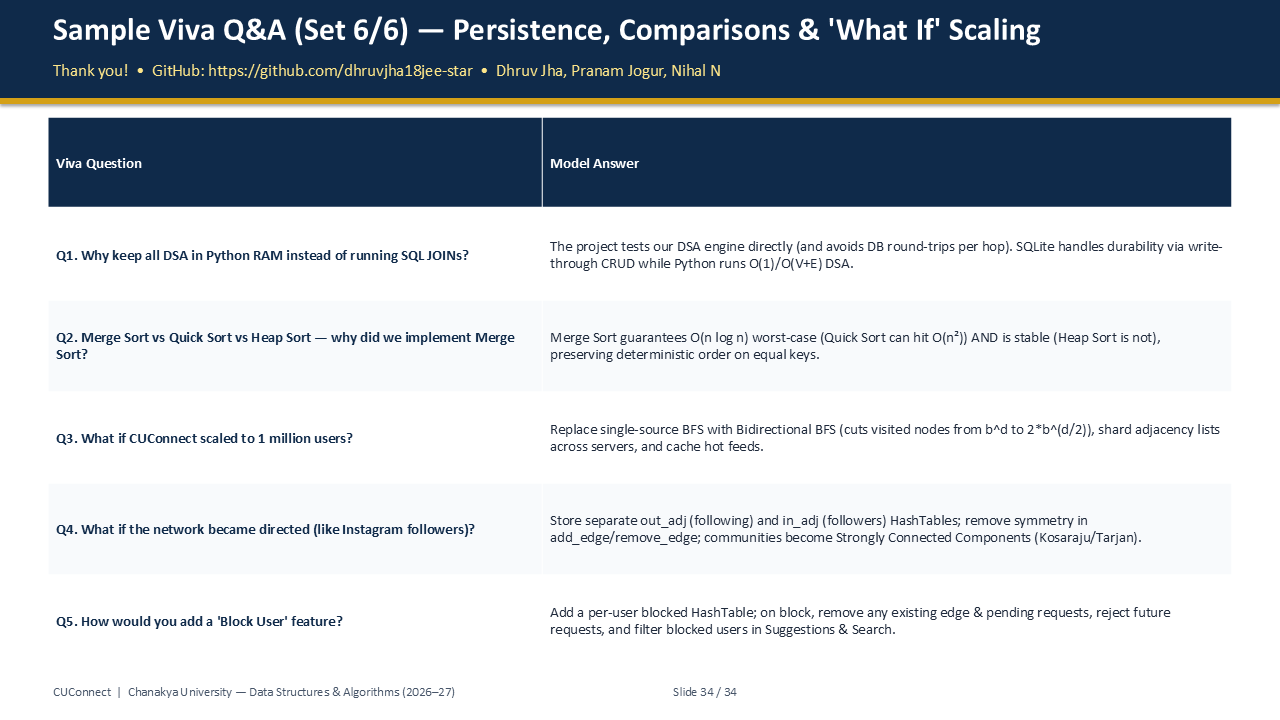 Sample Viva Q&A (Set 6/6) — Persistence, Comparisons & 'What If' Scaling
Thank you!  •  GitHub: https://github.com/dhruvjha18jee-star  •  Dhruv Jha, Pranam Jogur, Nihal N
Viva Question
Model Answer
Q1. Why keep all DSA in Python RAM instead of running SQL JOINs?
The project tests our DSA engine directly (and avoids DB round-trips per hop). SQLite handles durability via write-
through CRUD while Python runs O(1)/O(V+E) DSA.
Q2. Merge Sort vs Quick Sort vs Heap Sort — why did we implement Merge
Sort?
Merge Sort guarantees O(n log n) worst-case (Quick Sort can hit O(n²)) AND is stable (Heap Sort is not),
preserving deterministic order on equal keys.
Q3. What if CUConnect scaled to 1 million users?
Replace single-source BFS with Bidirectional BFS (cuts visited nodes from b^d to 2*b^(d/2)), shard adjacency lists
across servers, and cache hot feeds.
Q4. What if the network became directed (like Instagram followers)?
Store separate out_adj (following) and in_adj (followers) HashTables; remove symmetry in
add_edge/remove_edge; communities become Strongly Connected Components (Kosaraju/Tarjan).
Q5. How would you add a 'Block User' feature?
Add a per-user blocked HashTable; on block, remove any existing edge & pending requests, reject future
requests, and filter blocked users in Suggestions & Search.
CUConnect  |  Chanakya University — Data Structures & Algorithms (2026–27)
Slide 34 / 34